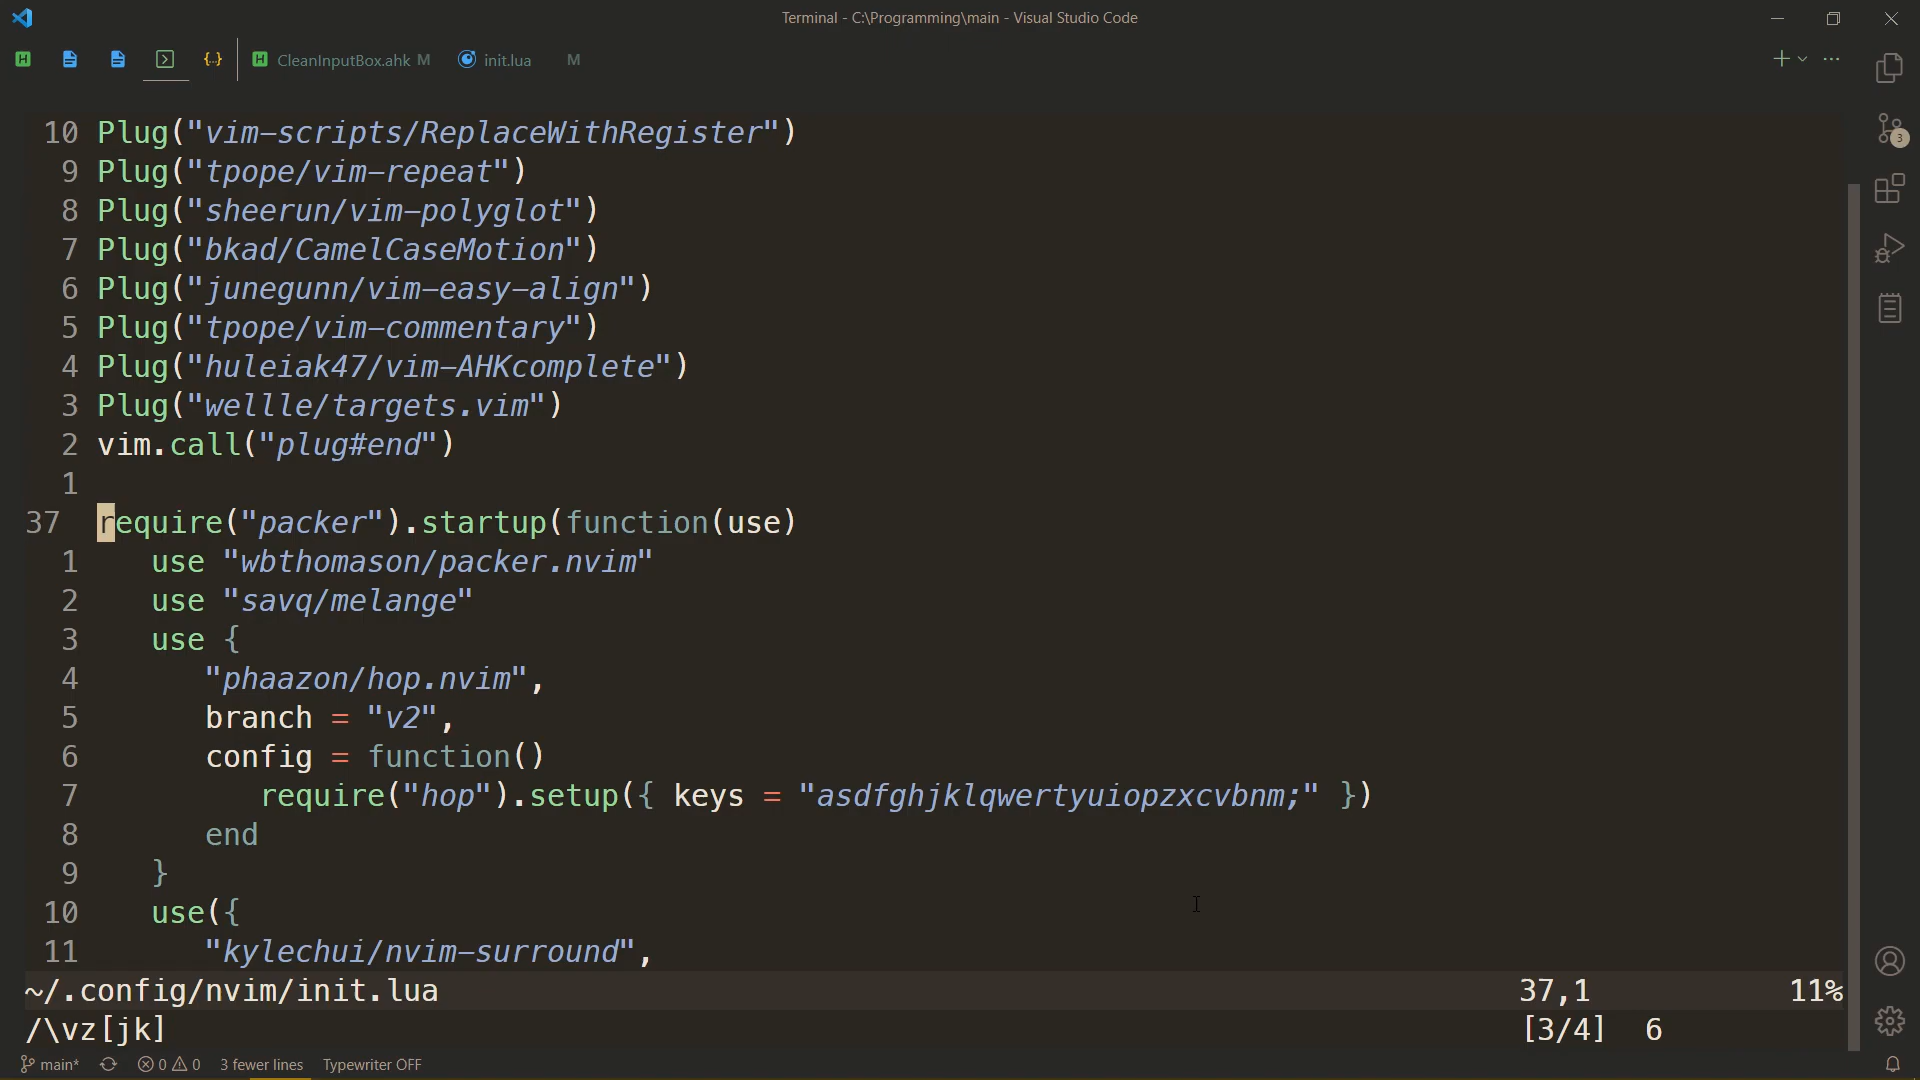 Terminal - C:\Programming\main - Visual Studio Code
CleanInputBox.ahk M init.lua M
10 Plug("vim-scripts/ReplaceWithRegister")
9 Plug("tpope/vim-repeat")
8 Plug("sheerun/vim-polyglot")
7 Plug("bkad/CamelCaseMotion")
6 Plug("junegunn/vim-easy-align")
5 Plug("tpope/vim-commentary")
4 Plug("huleiak47/vim-AHKcomplete")
3 Plug("wellle/targets.vim")
2 vim.call("plug#end")
1
37 require("packer").startup(function(use)
1 use "wbthomason/packer.nvim"
2 use "savq/melange"
3 use {
4 "phaazon/hop.nvim",
5 branch = "v2",
6 config = function()
7 require("hop").setup({ keys = "asdfghjklqwertyuiopzxcvbnm;" })
8 end
9 }
10 use({
11 "kylechui/nvim-surround",
~/.config/nvim/init.lua 37,1 11%
/\vz[jk] [3/4] 6
main* 0 0 3 fewer lines Typewriter OFF
3